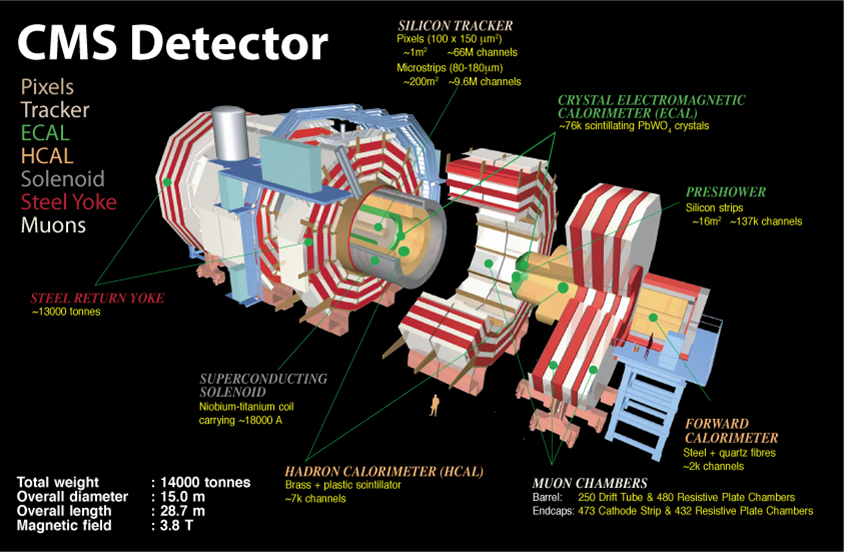 CMS Detector
Pixels
Tracker
ECAL
HCAL
Solenoid
Steel Yoke
Muons
SILICON TRACKER
Pixels (100 x 150 μm²)
~1m² ~66M channels
Microstrips (80-180μm)
~200m² ~9.6M channels
CRYSTAL ELECTROMAGNETIC
CALORIMETER (ECAL)
~76k scintillating PbWO₄ crystals
PRESHOWER
Silicon strips
~16m² ~137k channels
STEEL RETURN YOKE
~13000 tonnes
SUPERCONDUCTING
SOLENOID
Niobium-titanium coil
carrying ~18000 A
HADRON CALORIMETER (HCAL)
Brass + plastic scintillator
~7k channels
FORWARD
CALORIMETER
Steel + quartz fibres
~2k channels
MUON CHAMBERS
Barrel: 250 Drift Tube & 480 Resistive Plate Chambers
Endcaps: 473 Cathode Strip & 432 Resistive Plate Chambers
Total weight : 14000 tonnes
Overall diameter : 15.0 m
Overall length : 28.7 m
Magnetic field : 3.8 T